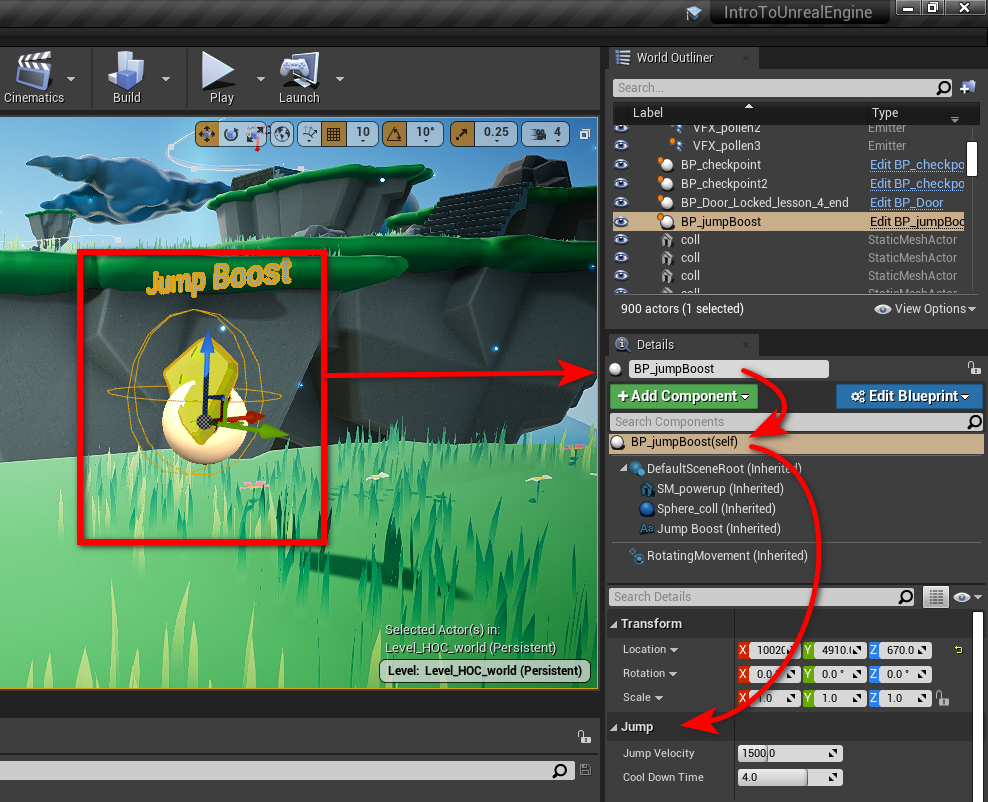 IntroToUnrealEngine
Cinematics
Build
Play
Launch
10
10°
0.25
4
Jump Boost
Selected Actor(s) in:
Level_HOC_world (Persistent)
Level: Level_HOC_world (Persistent)
World Outliner
Search...
Label Type
VFX_pollen2 Emitter
VFX_pollen3 Emitter
BP_checkpoint Edit BP_checkpo
BP_checkpoint2 Edit BP_checkpo
BP_Door_Locked_lesson_4_end Edit BP_Door
BP_jumpBoost Edit BP_jumpBoo
coll StaticMeshActor
coll StaticMeshActor
coll StaticMeshActor
coll StaticMeshActor
900 actors (1 selected) View Options
Details
BP_jumpBoost
+Add Component Edit Blueprint
Search Components
BP_jumpBoost(self)
DefaultSceneRoot (Inherited)
SM_powerup (Inherited)
Sphere_coll (Inherited)
Aa Jump Boost (Inherited)
RotatingMovement (Inherited)
Search Details
Transform
Location X 10020 Y 4910.0 Z 670.0
Rotation X 0.0 ° Y 0.0 ° Z 0.0 °
Scale X 1.0 Y 1.0 Z 1.0
Jump
Jump Velocity 1500.0
Cool Down Time 4.0